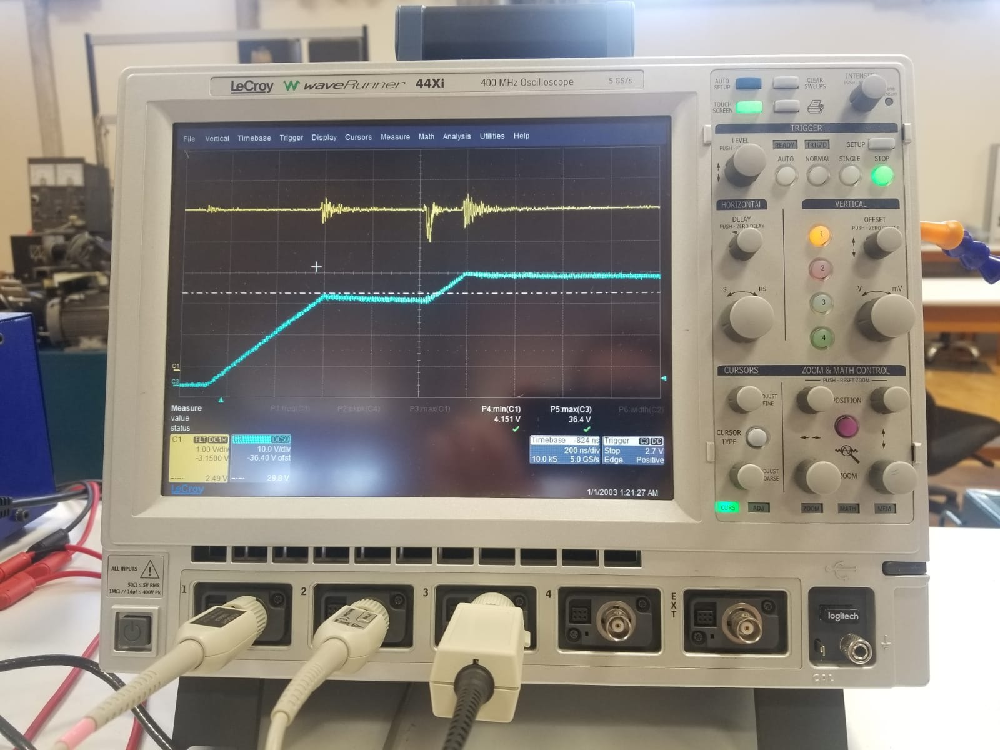 LeCroy waveRunner 44Xi 400 MHz Oscilloscope 5 GS/s
File Vertical Timebase Trigger Display Cursors Measure Math Analysis Utilities Help
C1
C3
Measure P1:freq(C1) P2:pkpk(C4) P3:max(C1) P4:min(C1) P5:max(C3) P6:width(C2)
value 4.151 V 36.4 V
status
C1 FLT DC1M
1.00 V/div
-3.1500 V
2.49 V
DC50
10.0 V/div
-36.40 V ofst
29.8 V
Timebase -824 ns
200 ns/div
10.0 kS 5.0 GS/s
Trigger C3 DC
Stop 2.7 V
Edge Positive
LeCroy
1/1/2003 1:21:27 AM
AUTO SETUP
CLEAR SWEEPS
INTENSITY
TOUCH SCREEN
TRIGGER
LEVEL
READY TRIG'D SETUP
AUTO NORMAL SINGLE STOP
HORIZONTAL
DELAY
PUSH - ZERO DELAY
S ns
VERTICAL
OFFSET
1
2
3
4
V mV
CURSORS
CURSOR TYPE
ZOOM & MATH CONTROL
PUSH - RESET ZOOM
POSITION
ZOOM
CURS ADJ ZOOM MATH MEM
ALL INPUTS
50Ω ≤ 5V RMS
1MΩ // 16pf ≤ 400V Pk
1
2
3
4
EXT
logitech
CAL